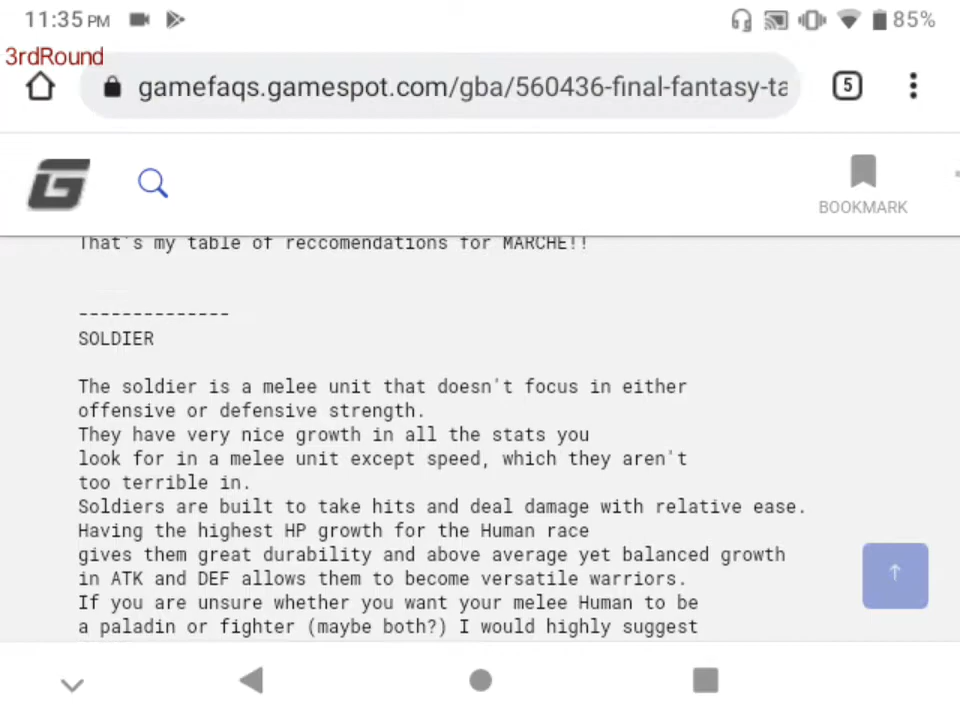 11:35 PM
85%
3rdRound
gamefaqs.gamespot.com/gba/560436-final-fantasy-ta
5
BOOKMARK
That's my table of reccomendations for MARCHE!!
--------------
SOLDIER
The soldier is a melee unit that doesn't focus in either
offensive or defensive strength.
They have very nice growth in all the stats you
look for in a melee unit except speed, which they aren't
too terrible in.
Soldiers are built to take hits and deal damage with relative ease.
Having the highest HP growth for the Human race
gives them great durability and above average yet balanced growth
in ATK and DEF allows them to become versatile warriors.
If you are unsure whether you want your melee Human to be
a paladin or fighter (maybe both?) I would highly suggest